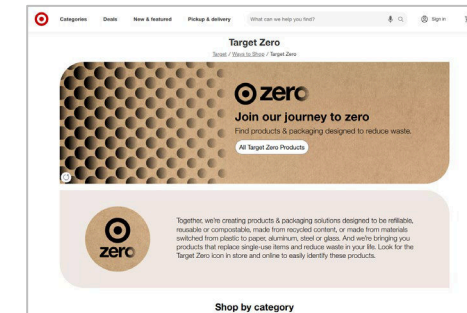 Categories Deals New & featured Pickup & delivery What can we help you find? Sign in
Target Zero
Target / Ways to Shop / Target Zero
zero
Join our journey to zero
Find products & packaging designed to reduce waste.
All Target Zero Products
zero
Together, we're creating products & packaging solutions designed to be refillable,
reusable or compostable, made from recycled content, or made from materials
switched from plastic to paper, aluminum, steel or glass. And we're bringing you
products that replace single-use items and reduce waste in your life. Look for the
Target Zero icon in store and online to easily identify these products.
Shop by category